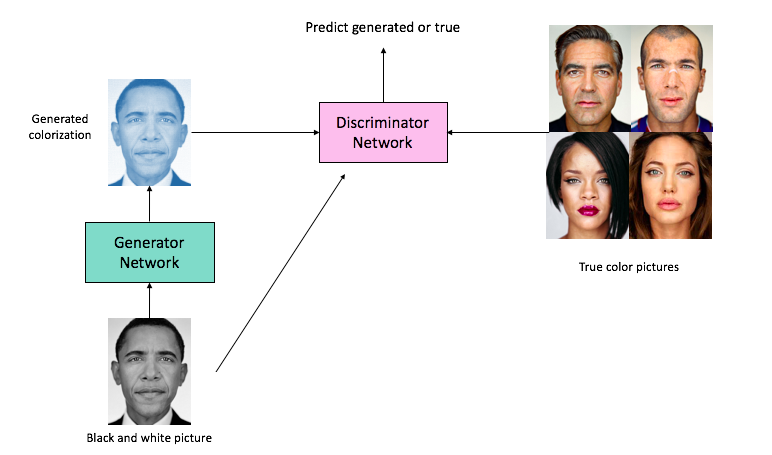 Predict generated or true
Generated
colorization
Discriminator
Network
Generator
Network
True color pictures
Black and white picture